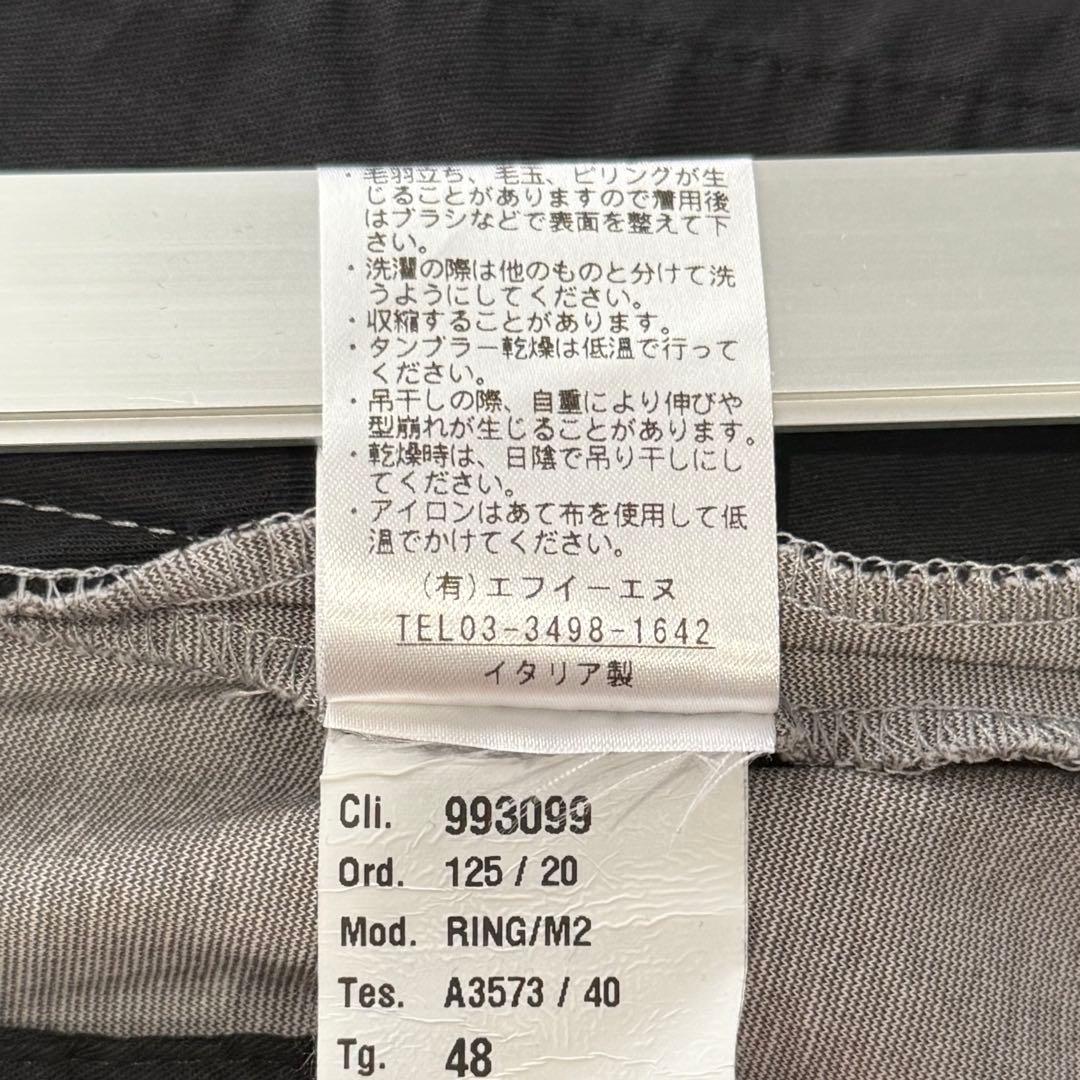 ・毛羽立ち、毛玉、ピリングが生
じることがありますので着用後
はブラシなどで表面を整えて下
さい。
・洗濯の際は他のものと分けて洗
うようにしてください。
・収縮することがあります。
・タンブラー乾燥は低温で行って
ください。
・吊干しの際、自重により伸びや
型崩れが生じることがあります。
・乾燥時は、日陰で吊り干しにし
てください。
・アイロンはあて布を使用して低
温でかけてください。
(有)エフイーエヌ
TEL03-3498-1642
イタリア製
Cli. 993099
Ord. 125 / 20
Mod. RING/M2
Tes. A3573 / 40
Tg. 48